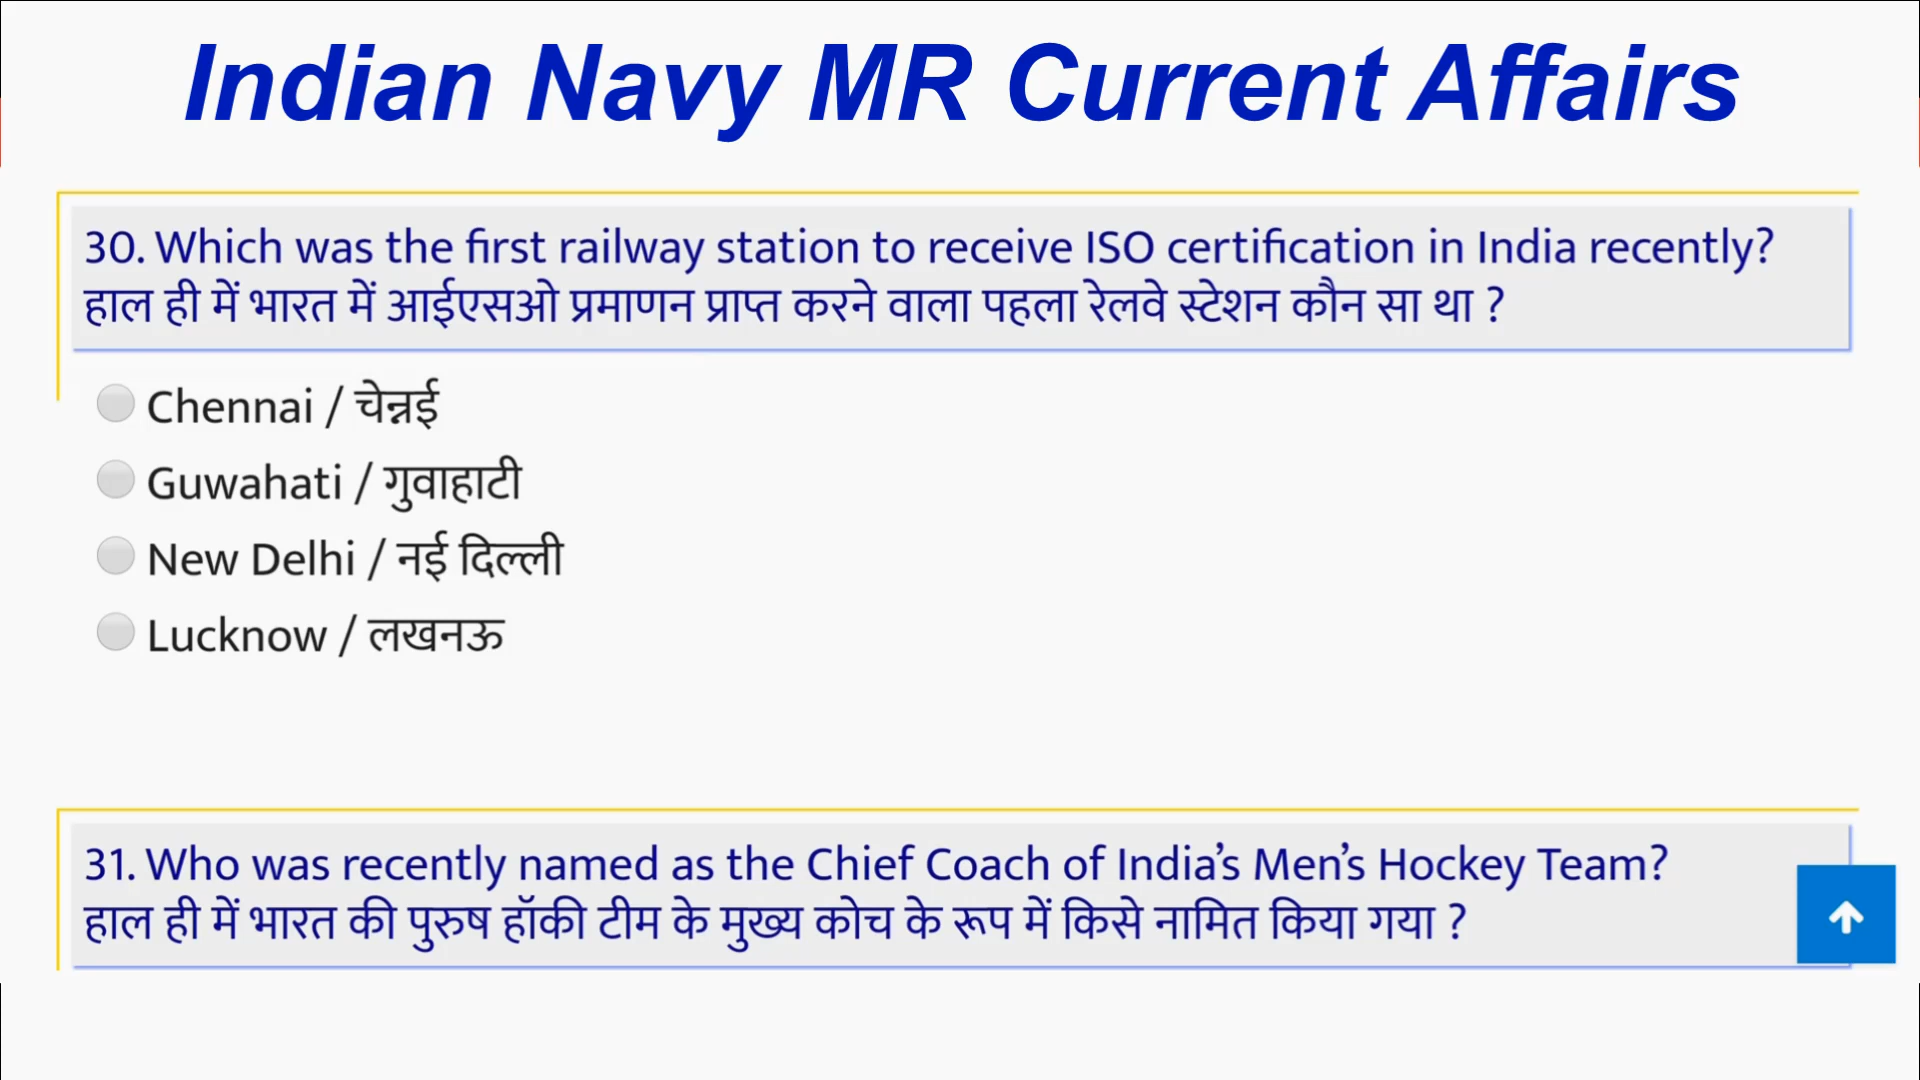 Indian Navy MR Current Affairs
30. Which was the first railway station to receive ISO certification in India recently?
हाल ही में भारत में आईएसओ प्रमाणन प्राप्त करने वाला पहला रेलवे स्टेशन कौन सा था ?
Chennai / चेन्नई
Guwahati / गुवाहाटी
New Delhi / नई दिल्ली
Lucknow / लखनऊ
31. Who was recently named as the Chief Coach of India’s Men’s Hockey Team?
हाल ही में भारत की पुरुष हॉकी टीम के मुख्य कोच के रूप में किसे नामित किया गया ?